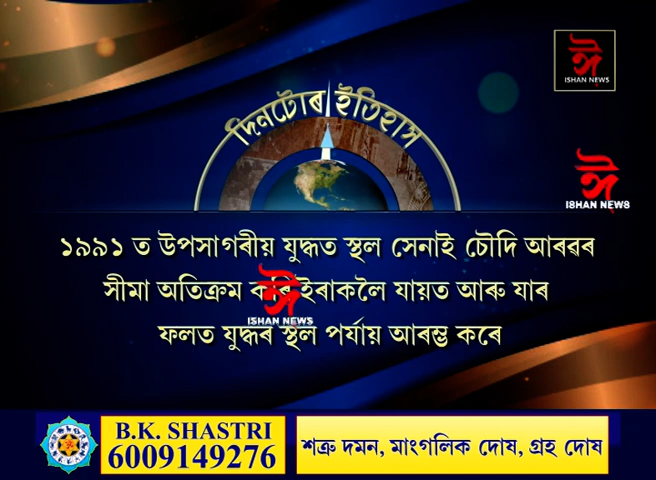 ঈ
ISHAN NEWS
দিনটোৰ ইতিহাস
ঈ
ISHAN NEWS
১৯৯১ ত উপসাগৰীয় যুদ্ধত স্থল সেনাই চৌদি আৰৱৰ
সীমা অতিক্ৰম কৰি ইৰাকলৈ যায়ত আৰু যাৰ
ঈ
ISHAN NEWS
ফলত যুদ্ধৰ স্থল পৰ্যায় আৰম্ভ কৰে
B.K. SHASTRI
6009149276
শত্ৰু দমন, মাংগলিক দোষ, গ্ৰহ দোষ